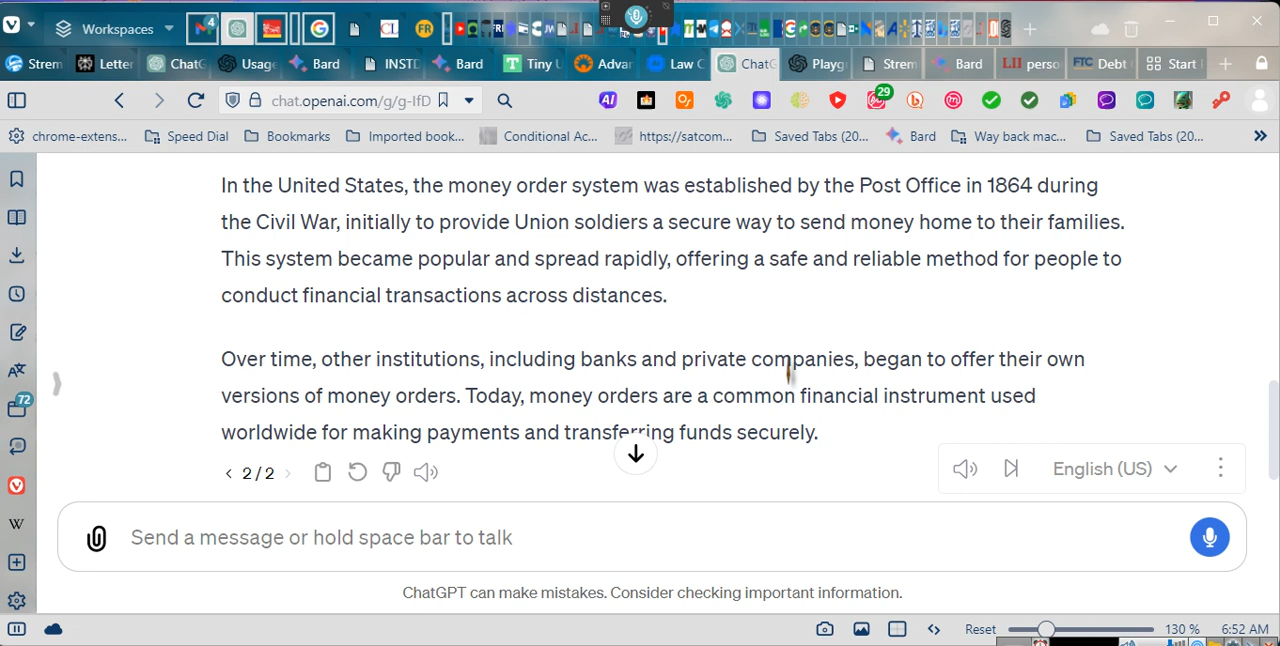 Workspaces 4
Strem Letter ChatG Usage Bard INSTD Bard Tiny U Advar Law C ChatG Playg Strem Bard LII perso FTC Debt Start
chat.openai.com/g/g-IfD AI 29
chrome-extens... Speed Dial Bookmarks Imported book... Conditional Ac... https://satcom... Saved Tabs (20... Bard Way back mac... Saved Tabs (20...
In the United States, the money order system was established by the Post Office in 1864 during
the Civil War, initially to provide Union soldiers a secure way to send money home to their families.
This system became popular and spread rapidly, offering a safe and reliable method for people to
conduct financial transactions across distances.
Over time, other institutions, including banks and private companies, began to offer their own
versions of money orders. Today, money orders are a common financial instrument used
worldwide for making payments and transferring funds securely.
72
2/2
English (US)
W
Send a message or hold space bar to talk
ChatGPT can make mistakes. Consider checking important information.
Reset 130 % 6:52 AM